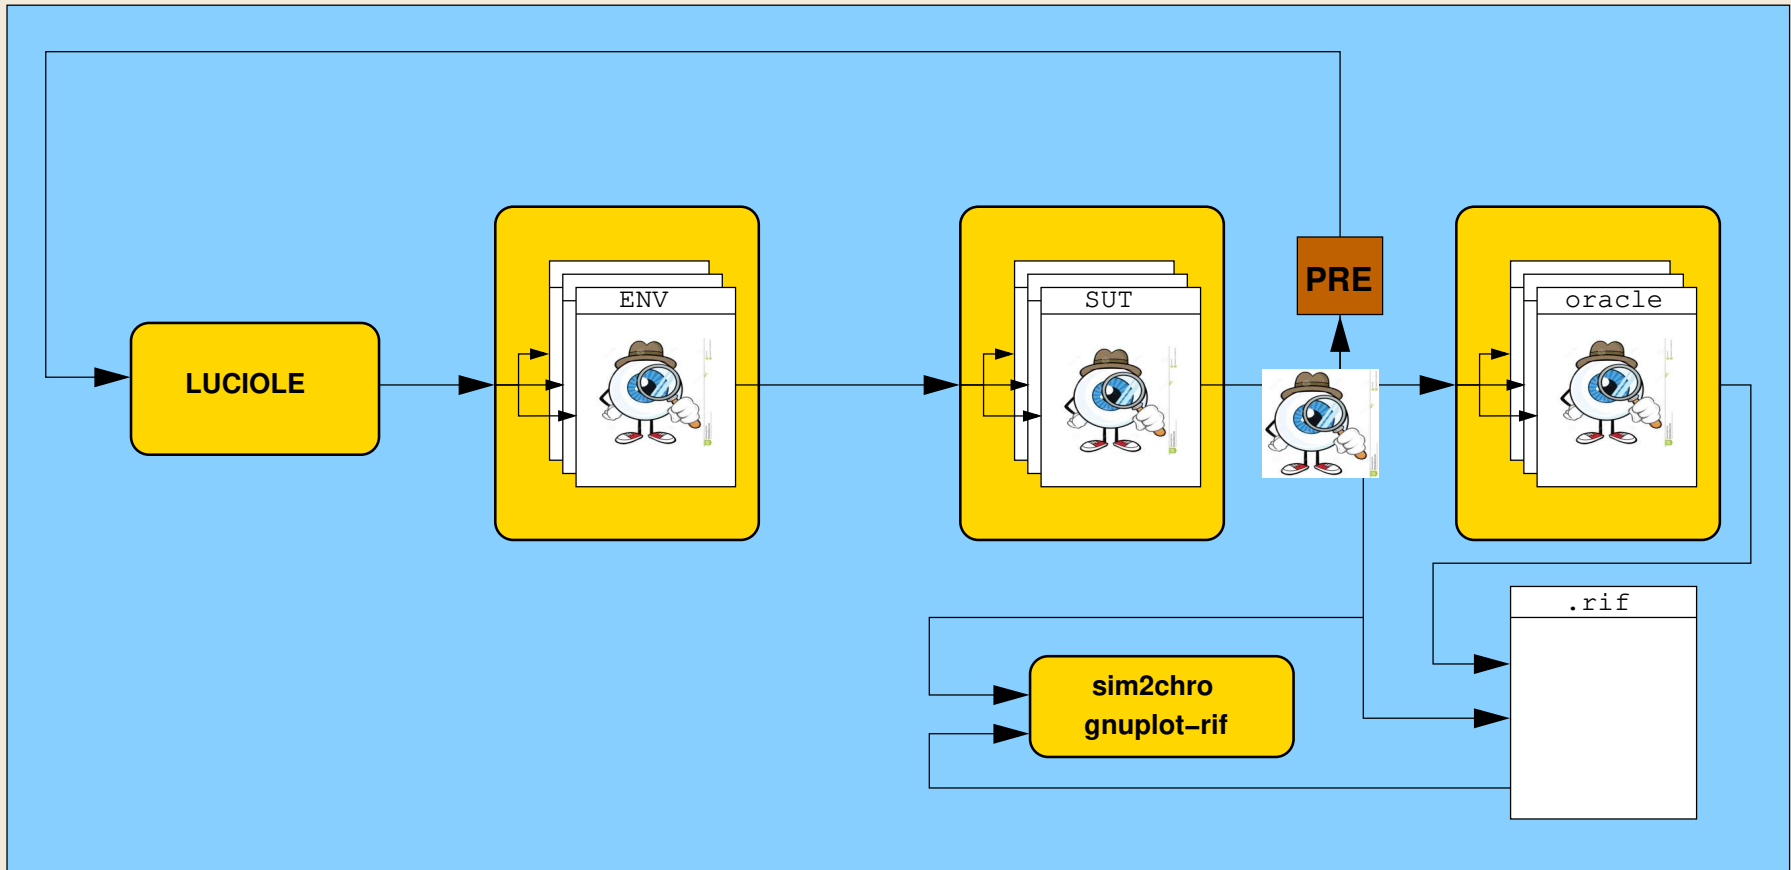 LUCIOLE
ENV
SUT
PRE
oracle
.rif
sim2chro
gnuplot−rif